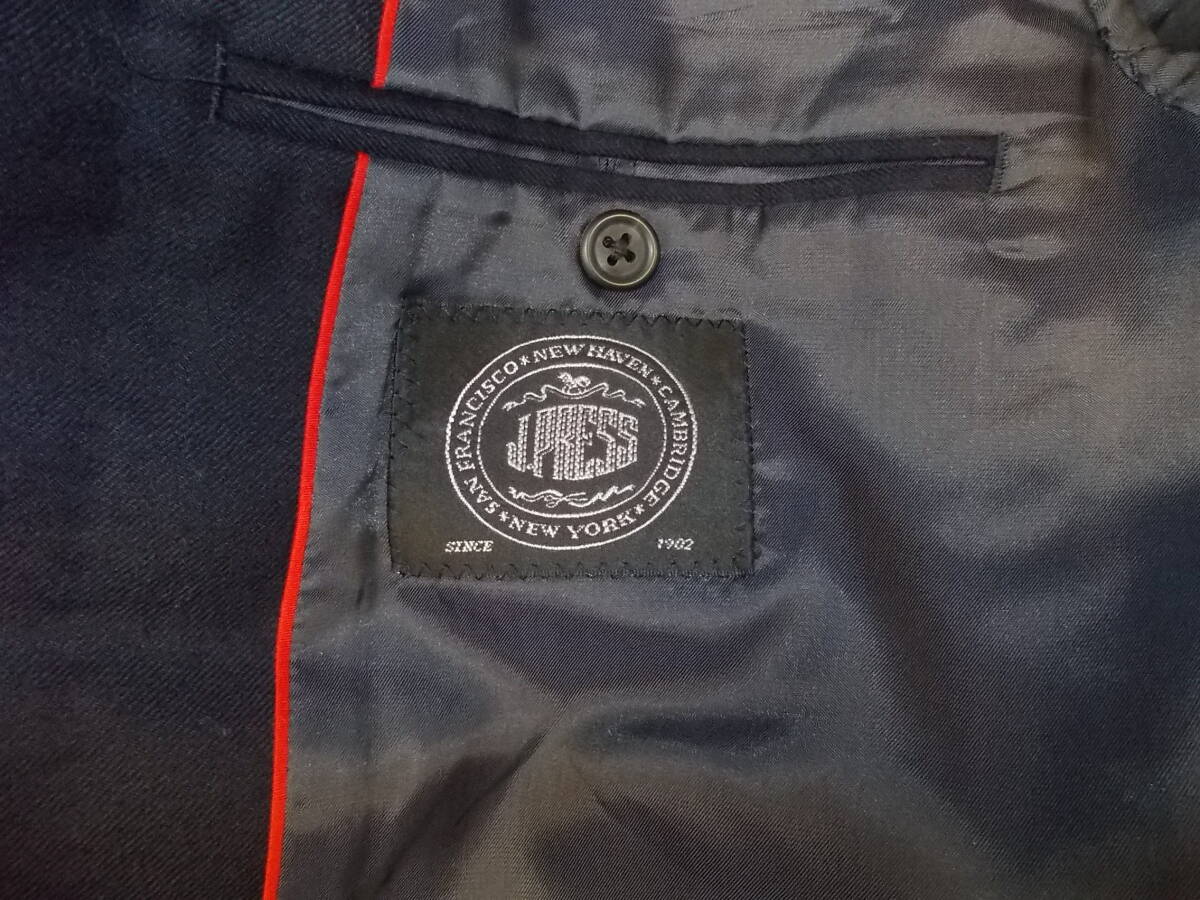 SAN FRANCISCO*NEW HAVEN*CAMBRIDGE*NEW YORK*
J.PRESS
SINCE 1902